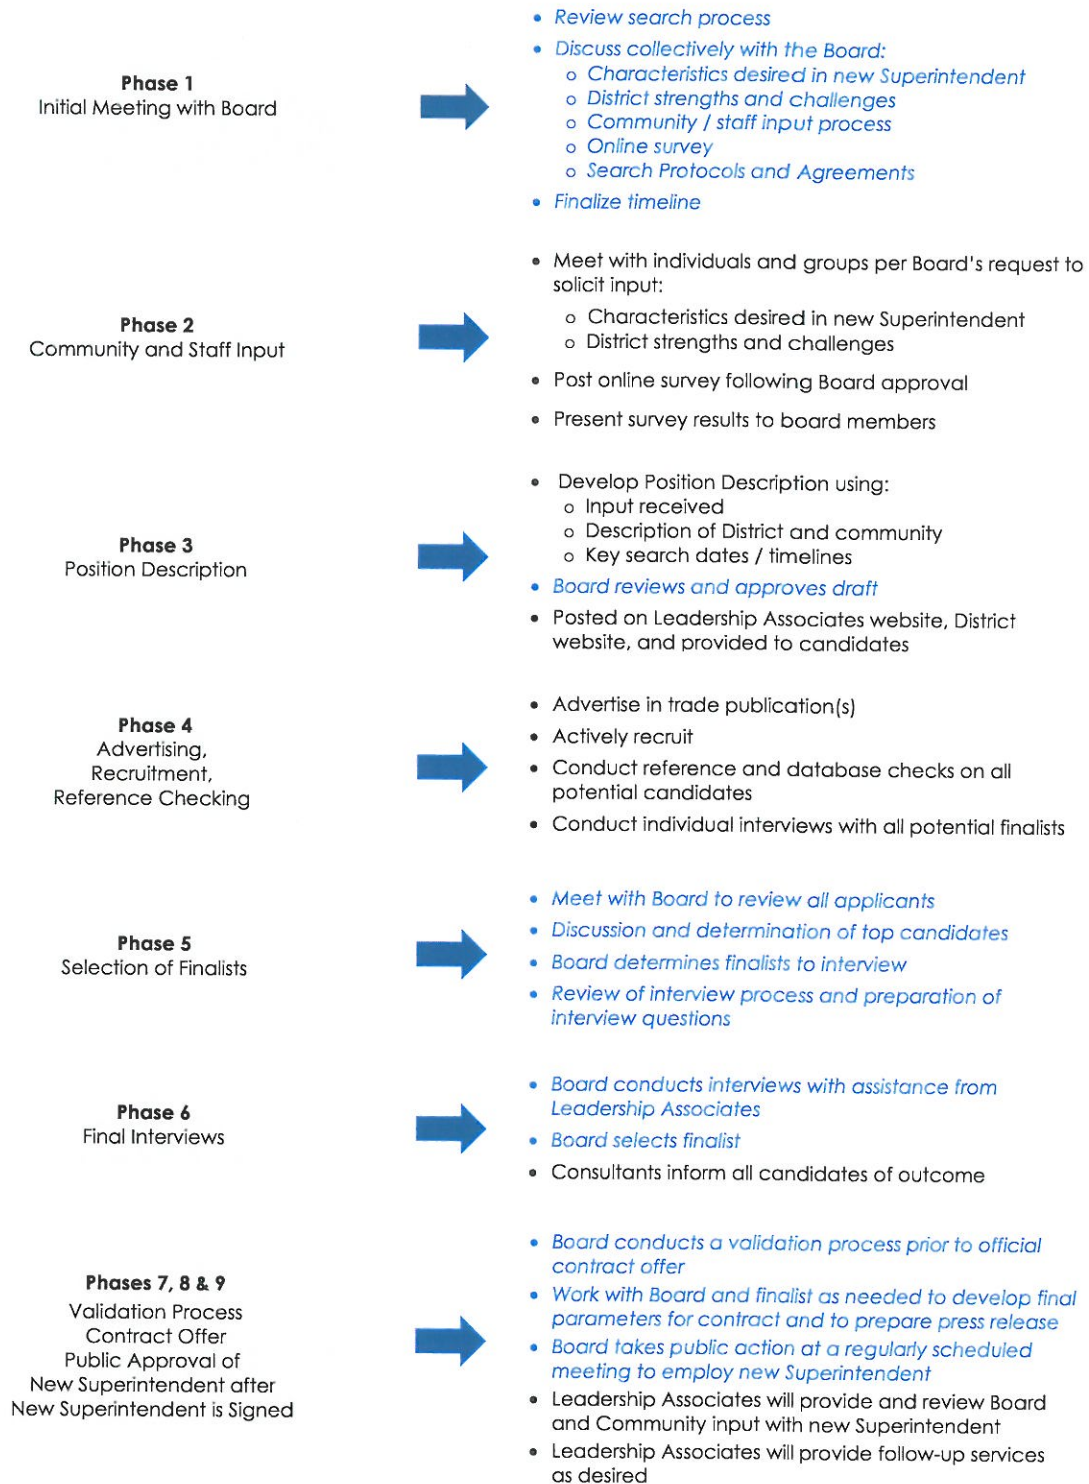 Phase 1
Initial Meeting with Board
• Review search process
• Discuss collectively with the Board:
o Characteristics desired in new Superintendent
o District strengths and challenges
o Community / staff input process
o Online survey
o Search Protocols and Agreements
• Finalize timeline
Phase 2
Community and Staff Input
• Meet with individuals and groups per Board's request to
solicit input:
o Characteristics desired in new Superintendent
o District strengths and challenges
• Post online survey following Board approval
• Present survey results to board members
Phase 3
Position Description
• Develop Position Description using:
o Input received
o Description of District and community
o Key search dates / timelines
• Board reviews and approves draft
• Posted on Leadership Associates website, District
website, and provided to candidates
Phase 4
Advertising,
Recruitment,
Reference Checking
• Advertise in trade publication(s)
• Actively recruit
• Conduct reference and database checks on all
potential candidates
• Conduct individual interviews with all potential finalists
Phase 5
Selection of Finalists
• Meet with Board to review all applicants
• Discussion and determination of top candidates
• Board determines finalists to interview
• Review of interview process and preparation of
interview questions
Phase 6
Final Interviews
• Board conducts interviews with assistance from
Leadership Associates
• Board selects finalist
• Consultants inform all candidates of outcome
Phases 7, 8 & 9
Validation Process
Contract Offer
Public Approval of
New Superintendent after
New Superintendent is Signed
• Board conducts a validation process prior to official
contract offer
• Work with Board and finalist as needed to develop final
parameters for contract and to prepare press release
• Board takes public action at a regularly scheduled
meeting to employ new Superintendent
• Leadership Associates will provide and review Board
and Community input with new Superintendent
• Leadership Associates will provide follow-up services
as desired